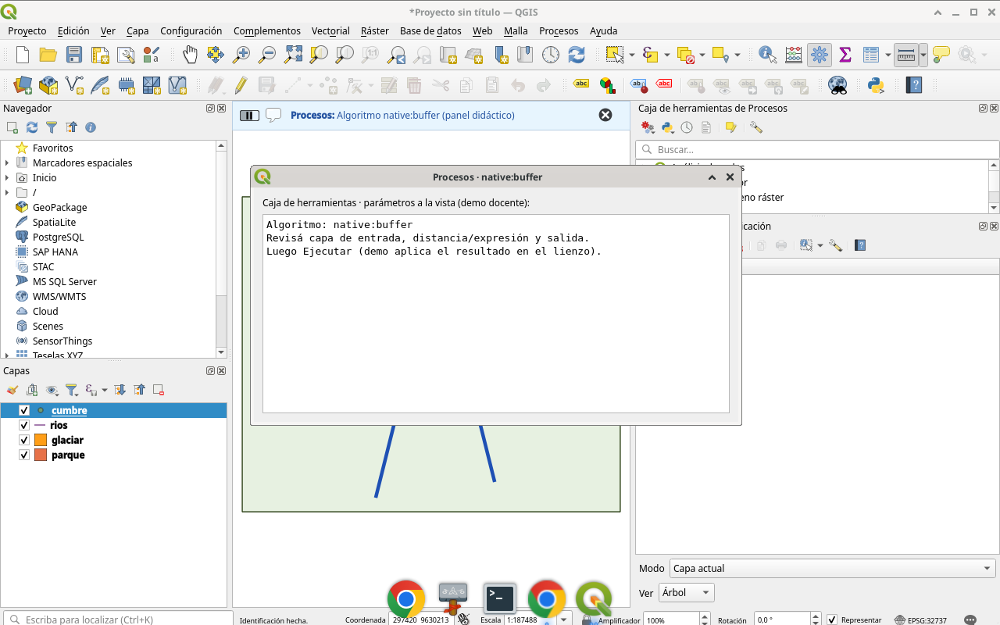 *Proyecto sin título — QGIS
Proyecto Edición Ver Capa Configuración Complementos Vectorial Ráster Base de datos Web Malla Procesos Ayuda
Navegador
Favoritos
Marcadores espaciales
Inicio
/
GeoPackage
SpatiaLite
PostgreSQL
SAP HANA
STAC
MS SQL Server
WMS/WMTS
Cloud
Scenes
SensorThings
Teselas XYZ
Capas
cumbre
rios
glaciar
parque
Procesos: Algoritmo native:buffer (panel didáctico)
Procesos · native:buffer
Caja de herramientas · parámetros a la vista (demo docente):
Algoritmo: native:buffer
Revisá capa de entrada, distancia/expresión y salida.
Luego Ejecutar (demo aplica el resultado en el lienzo).
Caja de herramientas de Procesos
Buscar...
eno ráster
icación
Modo Capa actual
Ver Árbol
Escriba para localizar (Ctrl+K)
Identificación hecha.
Coordenada 297420 9630213
Escala 1:187488
Amplificador 100%
Rotación 0,0 °
Representar
EPSG:32737